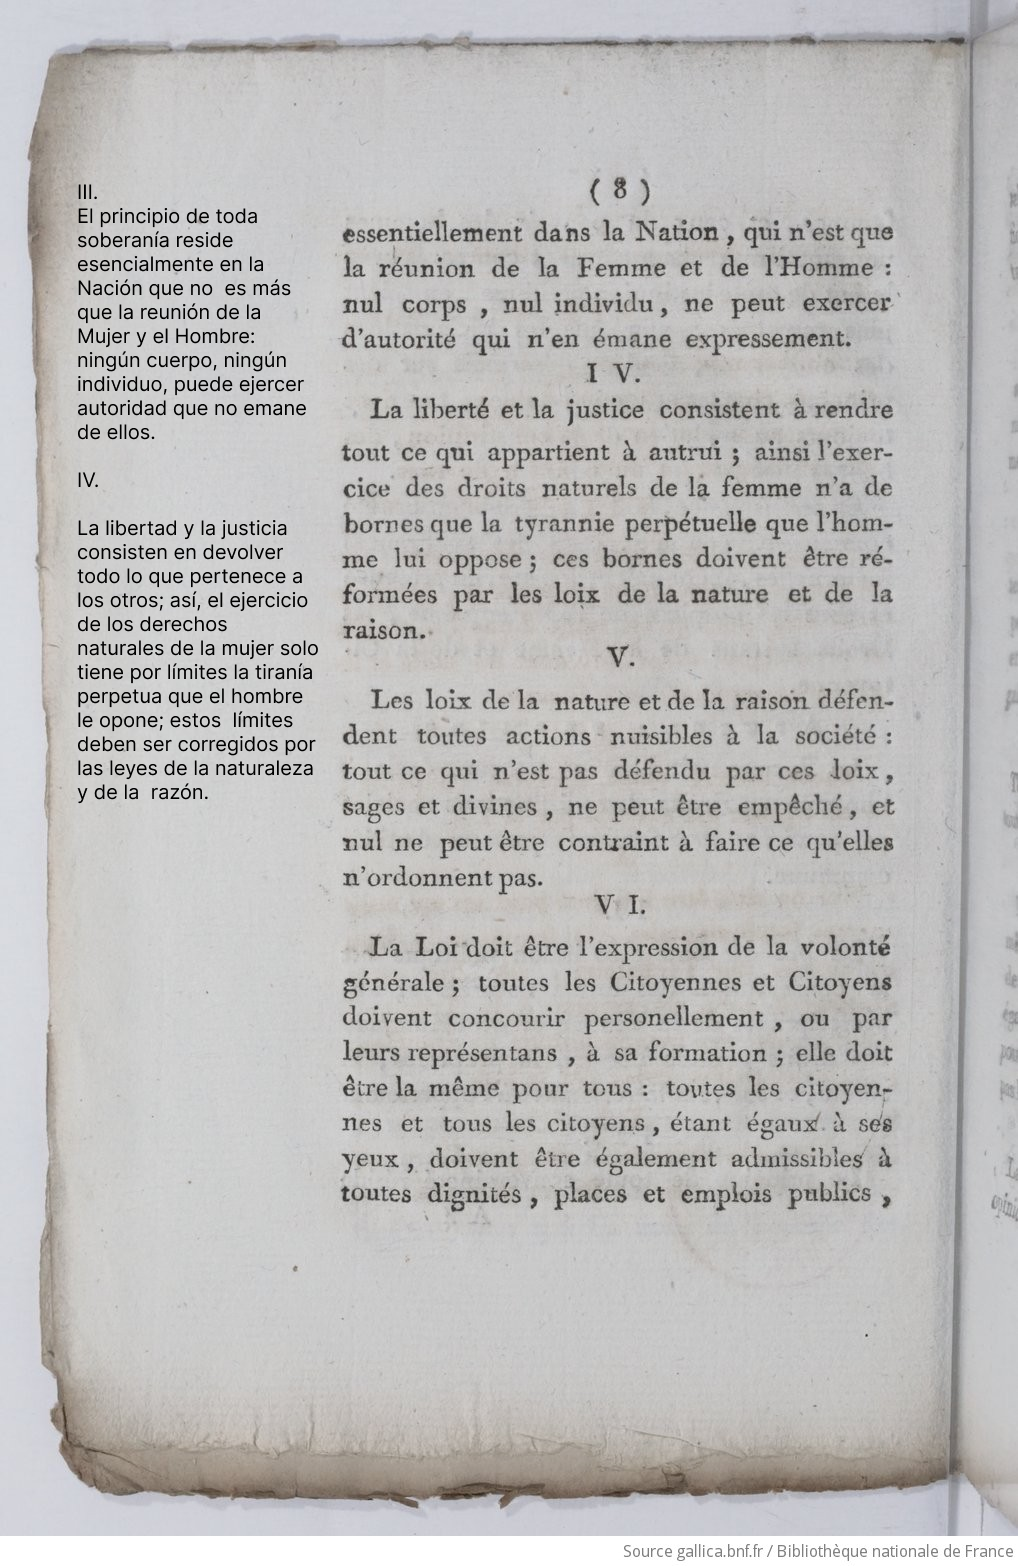 III.
El principio de toda
soberanía reside
esencialmente en la
Nación que no  es más
que la reunión de la
Mujer y el Hombre:
ningún cuerpo, ningún
individuo, puede ejercer
autoridad que no emane
de ellos.
IV.
La libertad y la justicia
consisten en devolver
todo lo que pertenece a
los otros; así, el ejercicio
de los derechos
naturales de la mujer solo
tiene por límites la tiranía
perpetua que el hombre
le opone; estos  límites
deben ser corregidos por
las leyes de la naturaleza
y de la  razón.
( 8 )
essentiellement dans la Nation , qui n'est que
la réunion de la Femme et de l'Homme :
nul corps , nul individu, ne peut exercer
d'autorité qui n'en émane expressement.
I V.
La liberté et la justice consistent à rendre
tout ce qui appartient à autrui ; ainsi l'exer-
cice des droits naturels de la femme n'a de
bornes que la tyrannie perpétuelle que l'hom-
me lui oppose ; ces bornes doivent être ré-
formées par les loix de la nature et de la
raison.
V.
Les loix de la nature et de la raison défen-
dent toutes actions nuisibles à la société :
tout ce qui n'est pas défendu par ces loix,
sages et divines , ne peut être empêché, et
nul ne peut être contraint à faire ce qu'elles
n'ordonnent pas.
V I.
La Loi doit être l'expression de la volonté
générale ; toutes les Citoyennes et Citoyens
doivent concourir personellement , ou par
leurs représentans , à sa formation ; elle doit
être la même pour tous : toutes les citoyen-
nes et tous les citoyens , étant égaux à ses
yeux , doivent être également admissibles à
toutes dignités , places et emplois publics ,
Source gallica.bnf.fr / Bibliothèque nationale de France